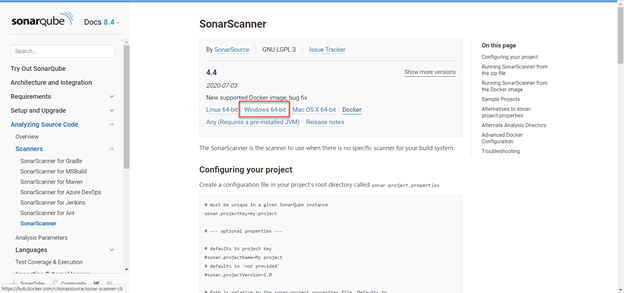 sonarqube Docs 8.4
Search...
Try Out SonarQube
Architecture and Integration
Requirements
Setup and Upgrade
Analyzing Source Code
Overview
Scanners
SonarScanner for Gradle
SonarScanner for MSBuild
SonarScanner for Maven
SonarScanner for Azure DevOps
SonarScanner for Jenkins
SonarScanner for Ant
SonarScanner
Analysis Parameters
Languages
Test Coverage & Execution
Importing External Issues
SonarQube Community
https://hub.docker.com/r/sonarsource/sonar-scanner-cli
SonarScanner
By SonarSource GNU LGPL 3 Issue Tracker
4.4 Show more versions
2020-07-03
New supported Docker image, bug fix
Linux 64-bit Windows 64-bit Mac OS X 64-bit Docker
Any (Requires a pre-installed JVM) Release notes
The SonarScanner is the scanner to use when there is no specific scanner for your build system.
Configuring your project
Create a configuration file in your project's root directory called sonar-project.properties
# must be unique in a given SonarQube instance
sonar.projectKey=my:project
# --- optional properties ---
# defaults to project key
#sonar.projectName=My project
# defaults to 'not provided'
#sonar.projectVersion=1.0
# Path is relative to the sonar-project.properties file. Defaults to .
On this page
Configuring your project
Running SonarScanner from
the zip file
Running SonarScanner from
the Docker image
Sample Projects
Alternatives to sonar-
project.properties
Alternate Analysis Directory
Advanced Docker
Configuration
Troubleshooting